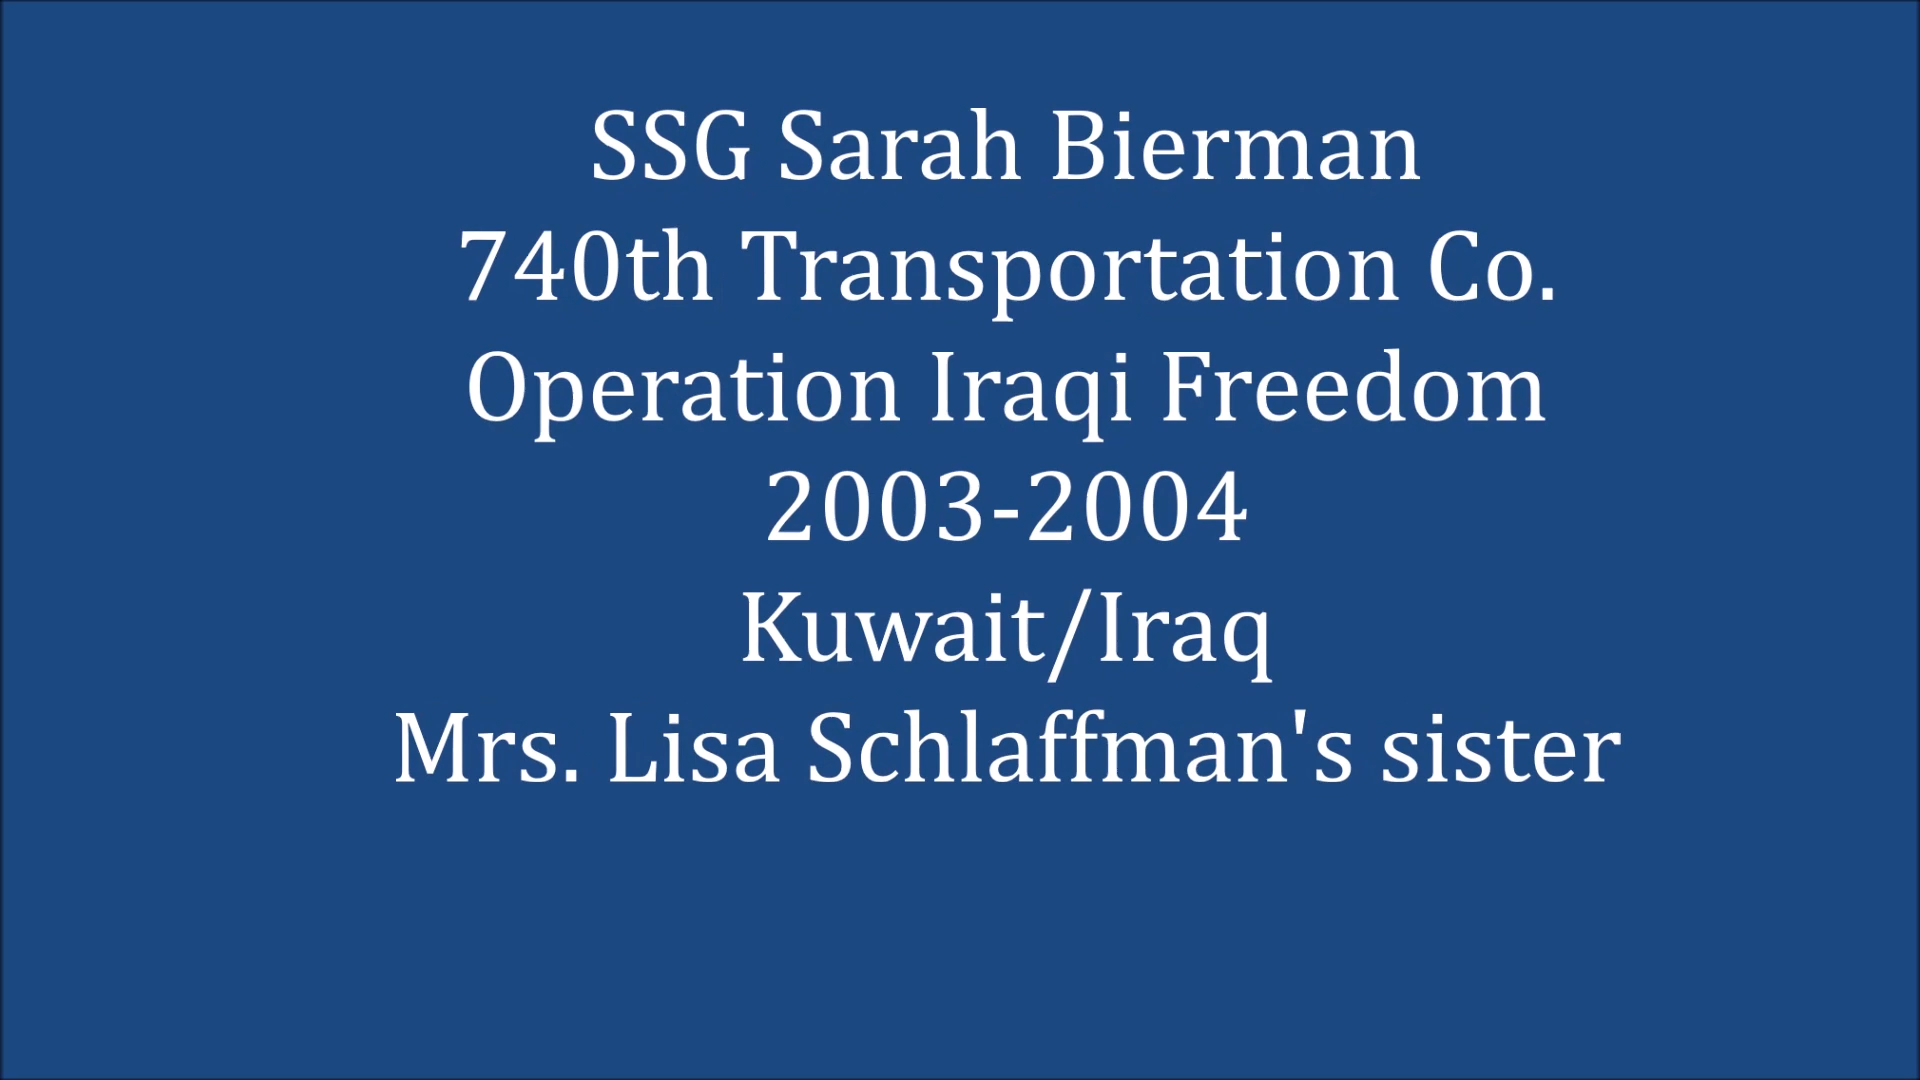 SSG Sarah Bierman
740th Transportation Co.
Operation Iraqi Freedom
2003-2004
Kuwait/Iraq
Mrs. Lisa Schlaffman's sister